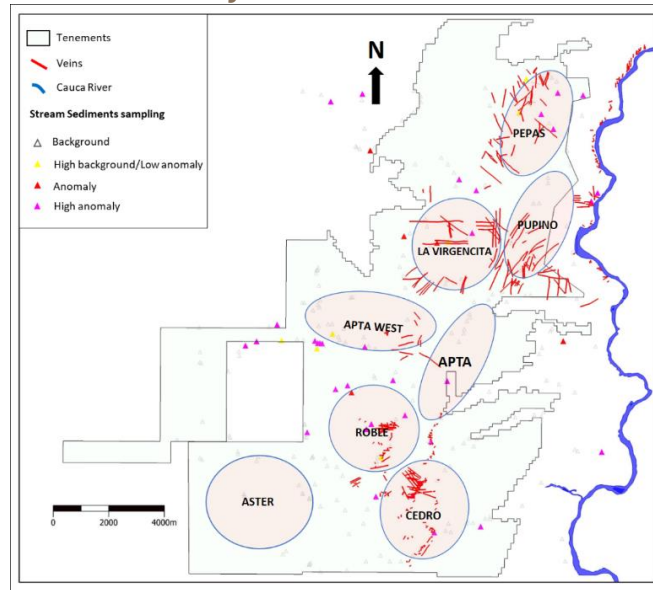 Tenements
Veins
Cauca River
Stream Sediments sampling
Background
High background/Low anomaly
Anomaly
High anomaly
N
PEPAS
PUPINO
LA VIRGENCITA
APTA WEST
APTA
ROBLE
ASTER
CEDRO
0 2000 4000m